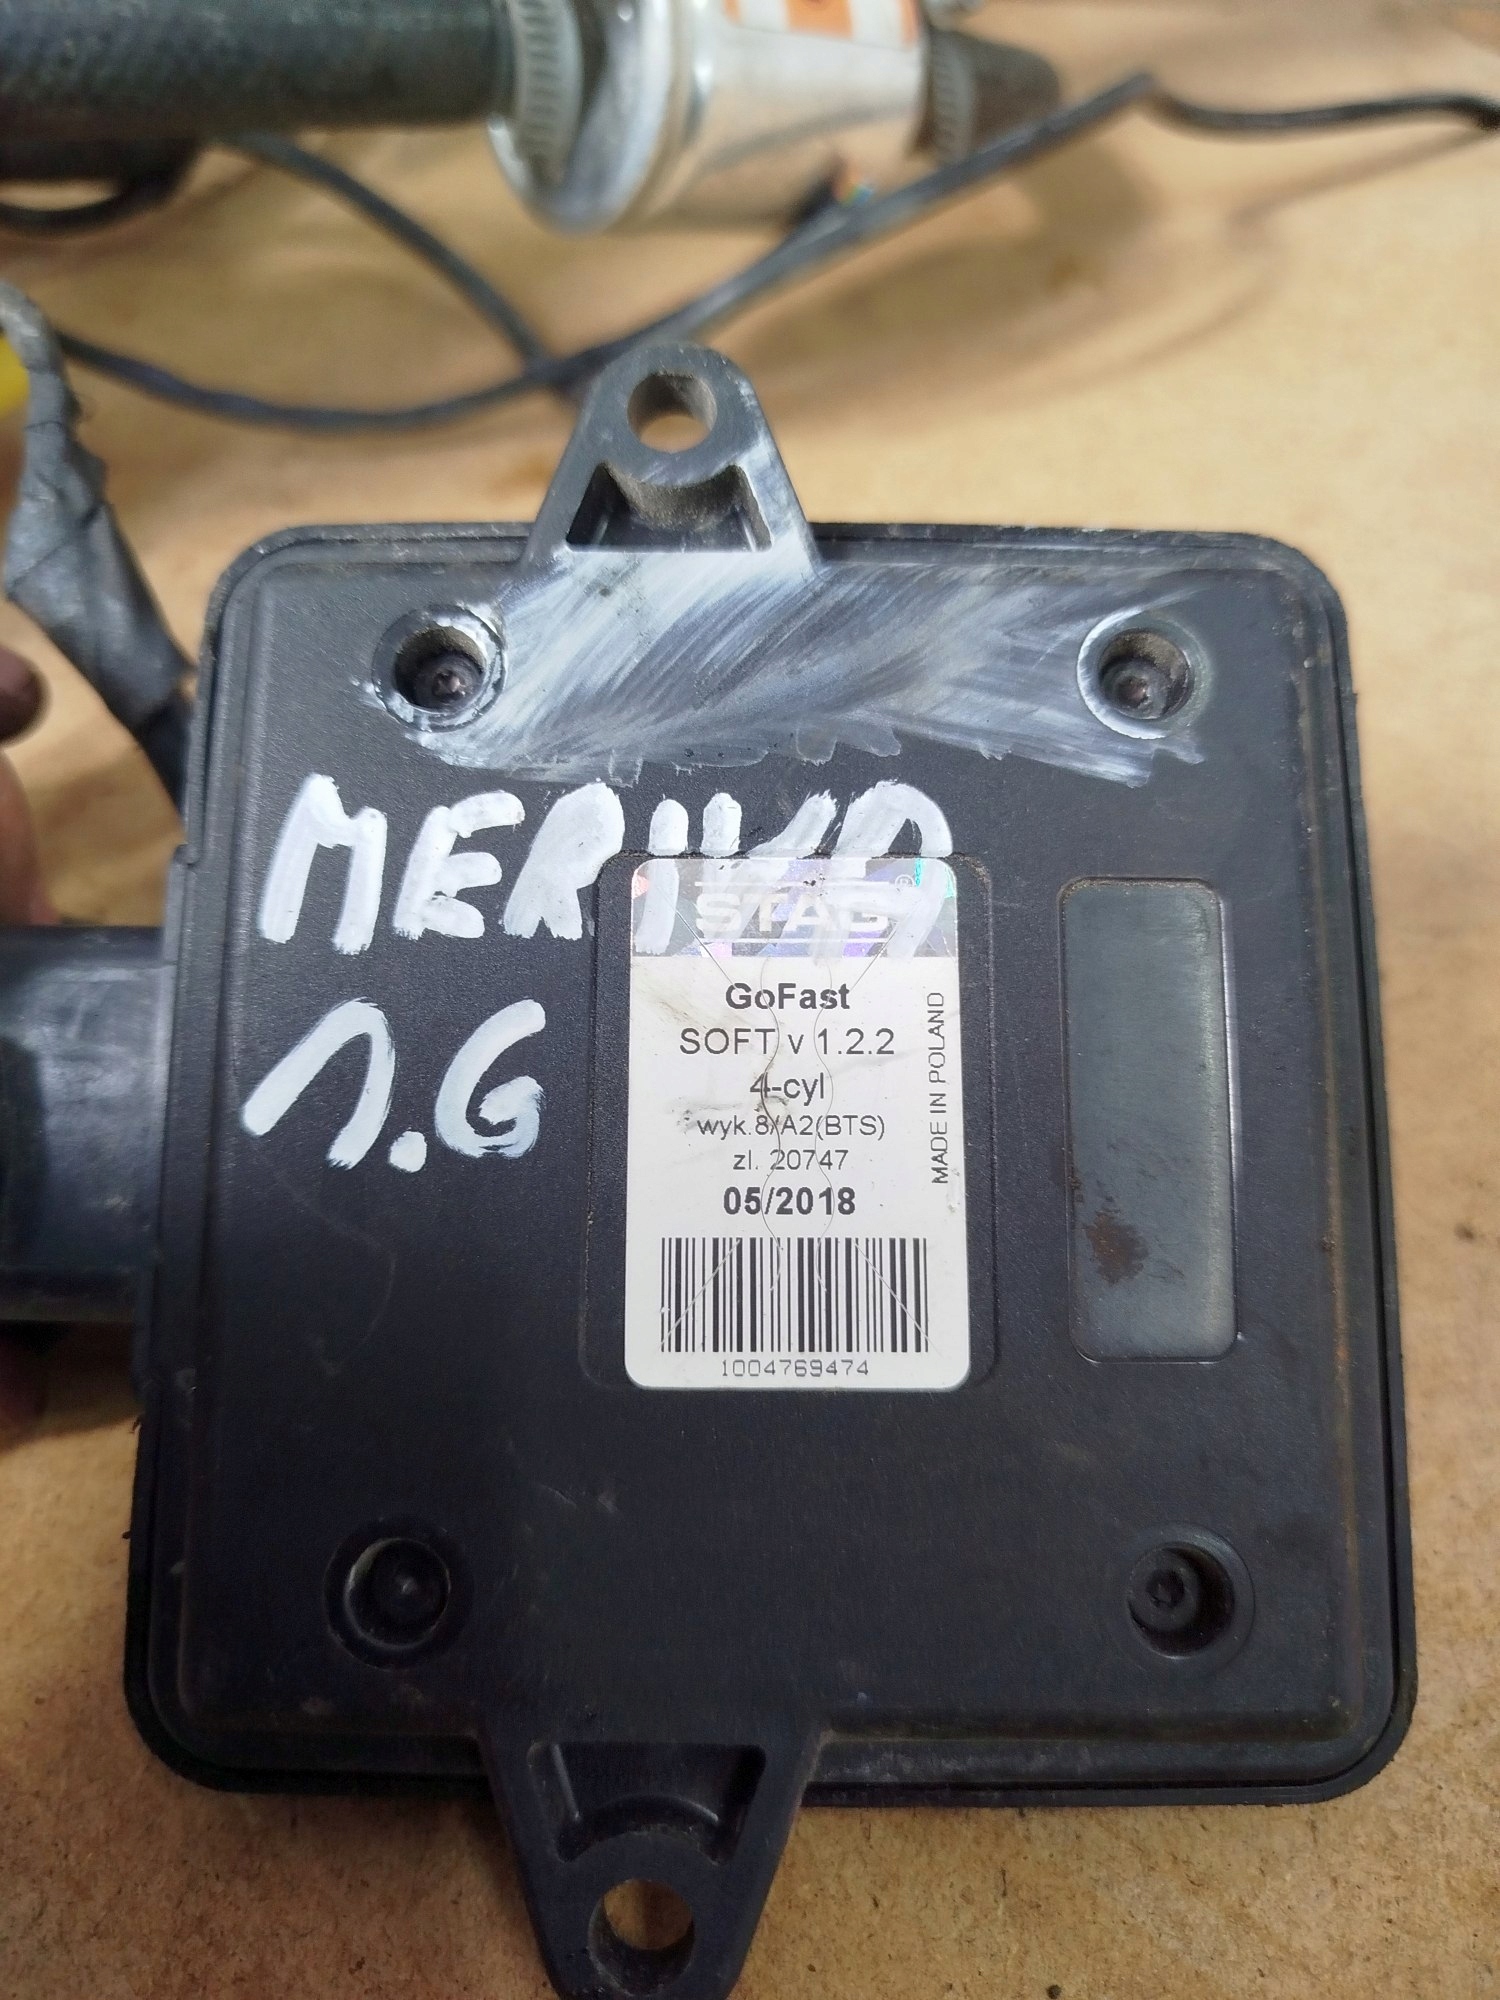 MERIVA
1.6
STAG®
GoFast
SOFT v 1.2.2
4-cyl
wyk.8/A2(BTS)
zl. 20747
05/2018
1004769474
MADE IN POLAND